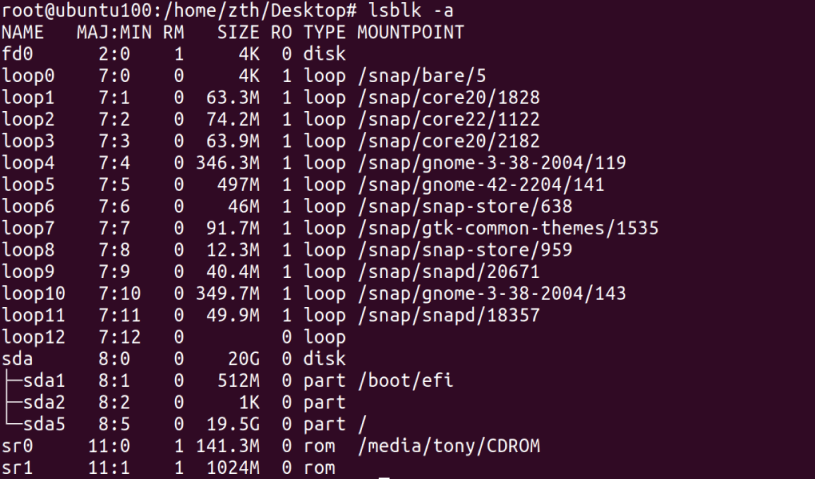 root@ubuntu100:/home/zth/Desktop# lsblk -a
NAME   MAJ:MIN RM   SIZE RO TYPE MOUNTPOINT
fd0      2:0    1     4K  0 disk
loop0    7:0    0     4K  1 loop /snap/bare/5
loop1    7:1    0  63.3M  1 loop /snap/core20/1828
loop2    7:2    0  74.2M  1 loop /snap/core22/1122
loop3    7:3    0  63.9M  1 loop /snap/core20/2182
loop4    7:4    0 346.3M  1 loop /snap/gnome-3-38-2004/119
loop5    7:5    0   497M  1 loop /snap/gnome-42-2204/141
loop6    7:6    0    46M  1 loop /snap/snap-store/638
loop7    7:7    0  91.7M  1 loop /snap/gtk-common-themes/1535
loop8    7:8    0  12.3M  1 loop /snap/snap-store/959
loop9    7:9    0  40.4M  1 loop /snap/snapd/20671
loop10   7:10   0 349.7M  1 loop /snap/gnome-3-38-2004/143
loop11   7:11   0  49.9M  1 loop /snap/snapd/18357
loop12   7:12   0         0 loop
sda      8:0    0    20G  0 disk
├─sda1   8:1    0   512M  0 part /boot/efi
├─sda2   8:2    0     1K  0 part
└─sda5   8:5    0  19.5G  0 part /
sr0     11:0    1 141.3M  0 rom  /media/tony/CDROM
sr1     11:1    1  1024M  0 rom